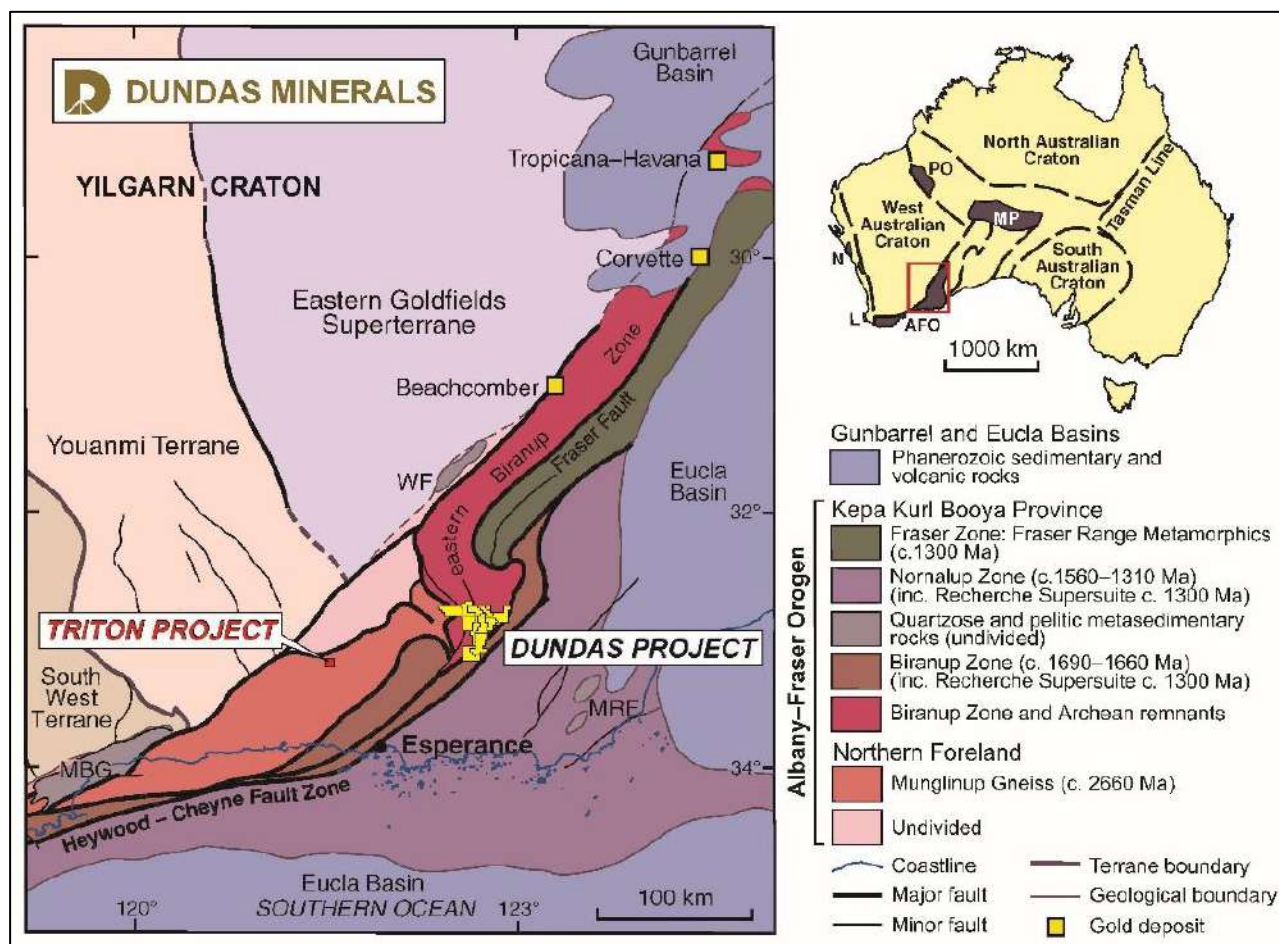 DUNDAS MINERALS
Gunbarrel
Basin
Tropicana–Havana
YILGARN CRATON
Corvette
30°
Eastern Goldfields
Superterrane
Zone
Beachcomber
Fraser Fault
Youanmi Terrane
Biranup
WF
Eucla
Basin
32°
eastern
TRITON PROJECT
DUNDAS PROJECT
South
West
Terrane
MRF
MBG
Esperance
34°
Heywood – Cheyne Fault Zone
Eucla Basin
SOUTHERN OCEAN
100 km
120°
123°
North Australian
Craton
PO
Tasman Line
West
Australian
Craton
MP
N
South
Australian
Craton
L
AFO
1000 km
Gunbarrel and Eucla Basins
Phanerozoic sedimentary and
volcanic rocks
Albany–Fraser Orogen
Kepa Kurl Booya Province
Fraser Zone: Fraser Range Metamorphics
(c.1300 Ma)
Nornalup Zone (c.1560–1310 Ma)
(inc. Recherche Supersuite c. 1300 Ma)
Quartzose and pelitic metasedimentary
rocks (undivided)
Biranup Zone (c. 1690–1660 Ma)
(inc. Recherche Supersuite c. 1300 Ma)
Biranup Zone and Archean remnants
Northern Foreland
Munglinup Gneiss (c. 2660 Ma)
Undivided
Coastline
Major fault
Minor fault
Terrane boundary
Geological boundary
Gold deposit